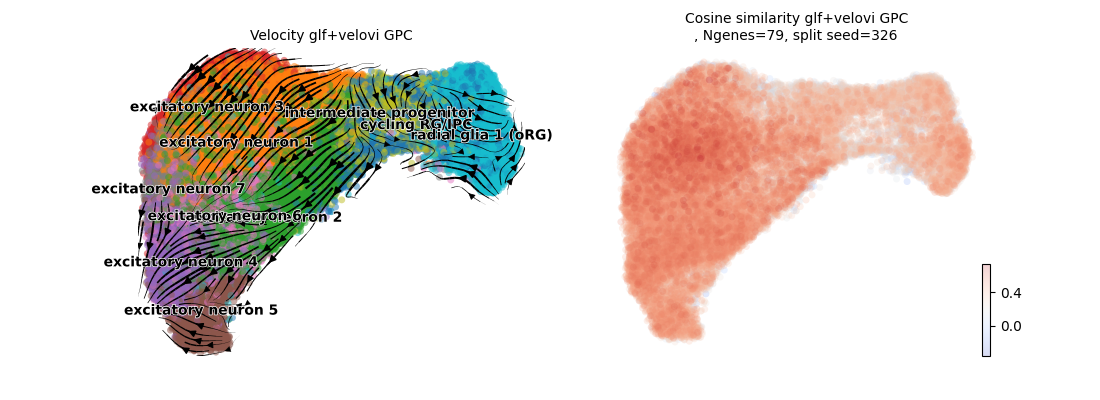 Velocity glf+velovi GPC
Cosine similarity glf+velovi GPC
, Ngenes=79, split seed=326
excitatory neuron 3
intermediate progenitor
cycling RG/IPC
radial glia 1 (oRG)
excitatory neuron 1
excitatory neuron 7
excitatory neuron 6
ron 2
excitatory neuron 4
excitatory neuron 5
0.4
0.0